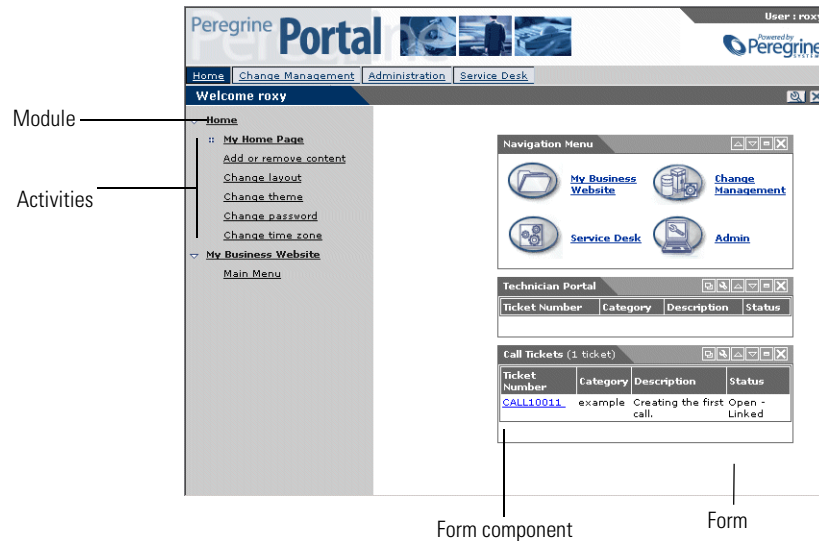 User : roxy
Peregrine Portal
Powered by
Peregrine
SYSTEMS
Home Change Management Administration Service Desk
Welcome roxy
Module
Home
My Home Page
Add or remove content
Change layout
Change theme
Change password
Change time zone
Activities
My Business Website
Main Menu
Navigation Menu
My Business Website
Change Management
Service Desk
Admin
Technician Portal
Ticket Number Category Description Status
Call Tickets (1 ticket)
Ticket Number Category Description Status
CALL10011 example Creating the first call. Open - Linked
Form component
Form